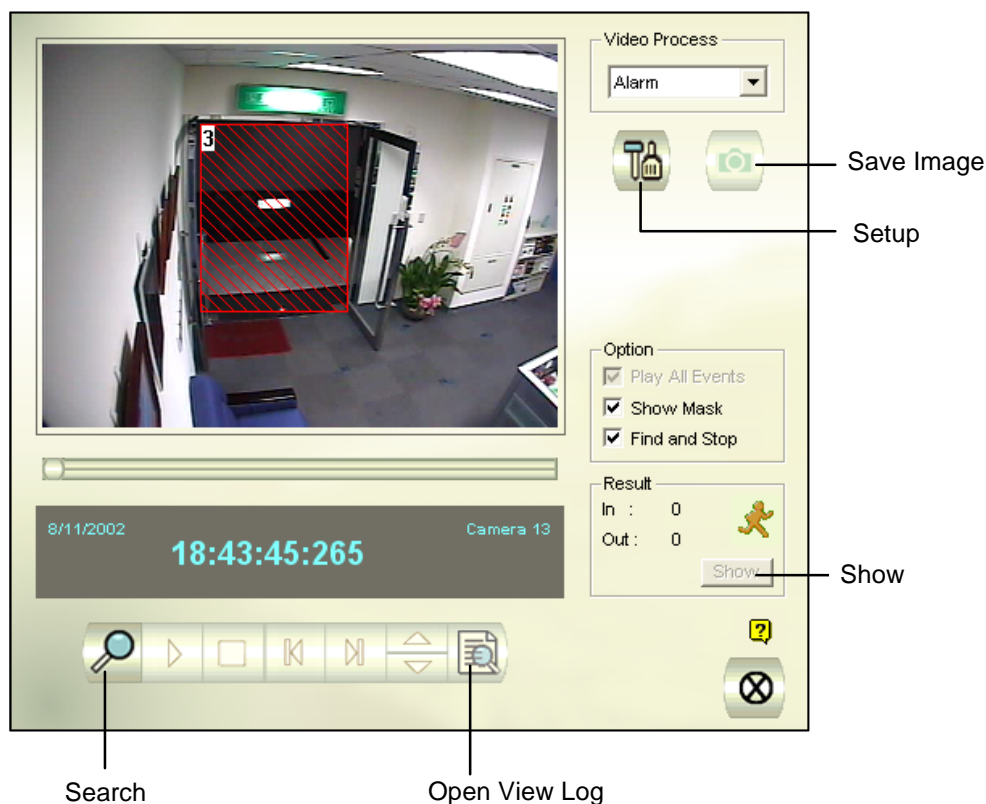 Video Process
Alarm
Save Image
Setup
3
Option
Play All Events
Show Mask
Find and Stop
Result
In : 0
Out : 0
Show
Show
8/11/2002
Camera 13
18:43:45:265
?
Search
Open View Log